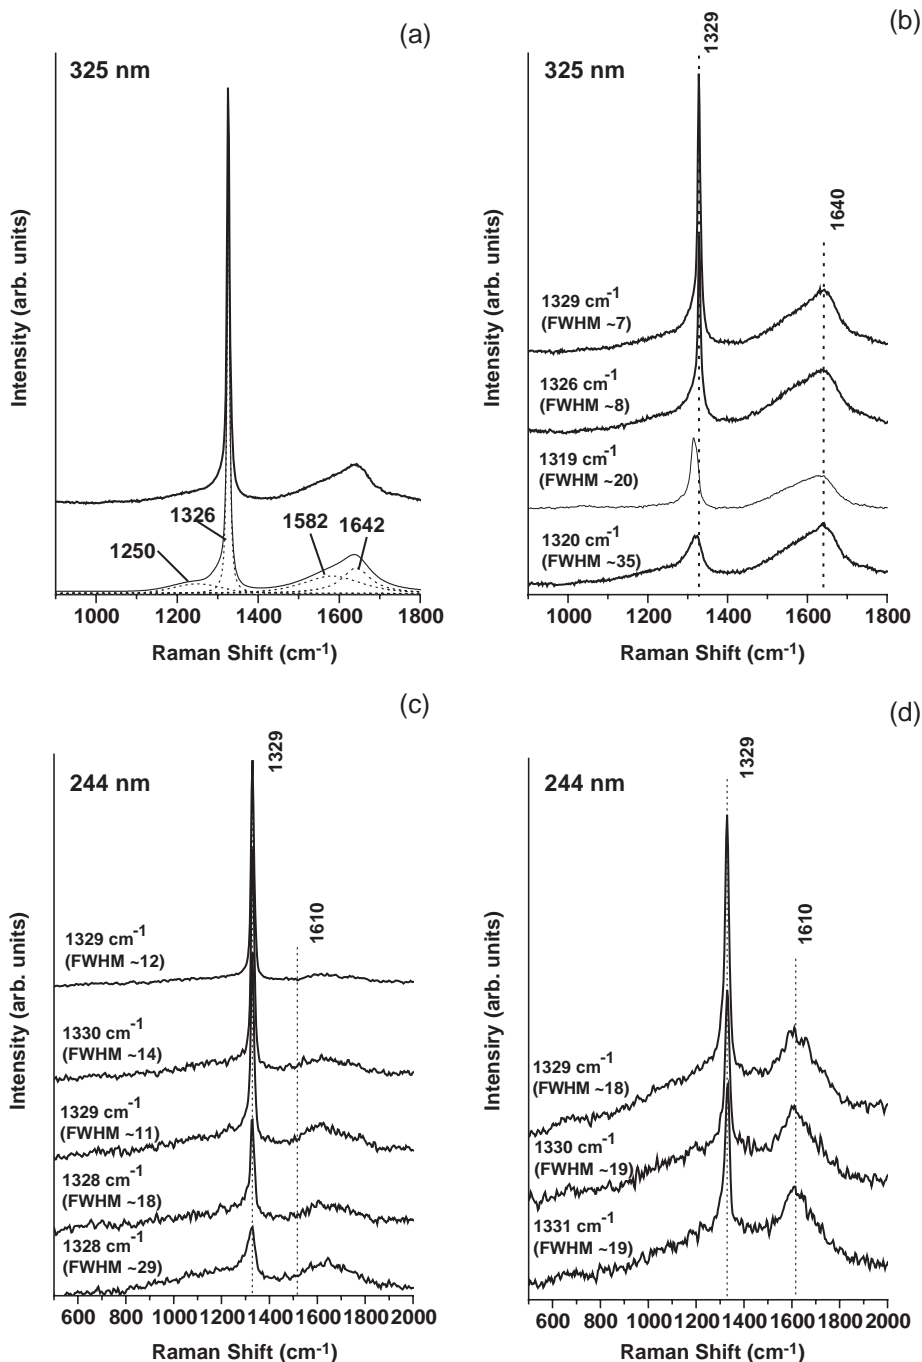 (a)
325 nm
Intensity (arb. units)
1250
1326
1582
1642
1000 1200 1400 1600 1800
Raman Shift (cm-1)
(b)
325 nm
1329
1640
Intensity (arb. units)
1329 cm-1
(FWHM ~7)
1326 cm-1
(FWHM ~8)
1319 cm-1
(FWHM ~20)
1320 cm-1
(FWHM ~35)
1000 1200 1400 1600 1800
Raman Shift (cm-1)
(c)
244 nm
1329
1610
Intensity (arb. units)
1329 cm-1
(FWHM ~12)
1330 cm-1
(FWHM ~14)
1329 cm-1
(FWHM ~11)
1328 cm-1
(FWHM ~18)
1328 cm-1
(FWHM ~29)
600 800 1000 1200 1400 1600 1800 2000
Raman Shift (cm-1)
(d)
244 nm
1329
1610
Intensiry (arb. units)
1329 cm-1
(FWHM ~18)
1330 cm-1
(FWHM ~19)
1331 cm-1
(FWHM ~19)
600 800 1000 1200 1400 1600 1800 2000
Raman Shift (cm-1)